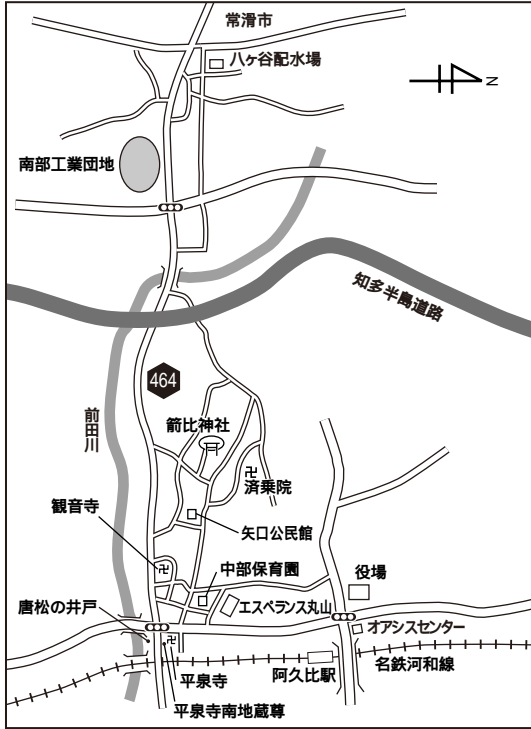 常滑市
八ヶ谷配水場
N
南部工業団地
知多半島道路
464
前田川
箭比神社
済乗院
観音寺
矢口公民館
中部保育園
役場
エスペランス丸山
唐松の井戸
オアシスセンター
平泉寺
阿久比駅
名鉄河和線
平泉寺南地蔵尊